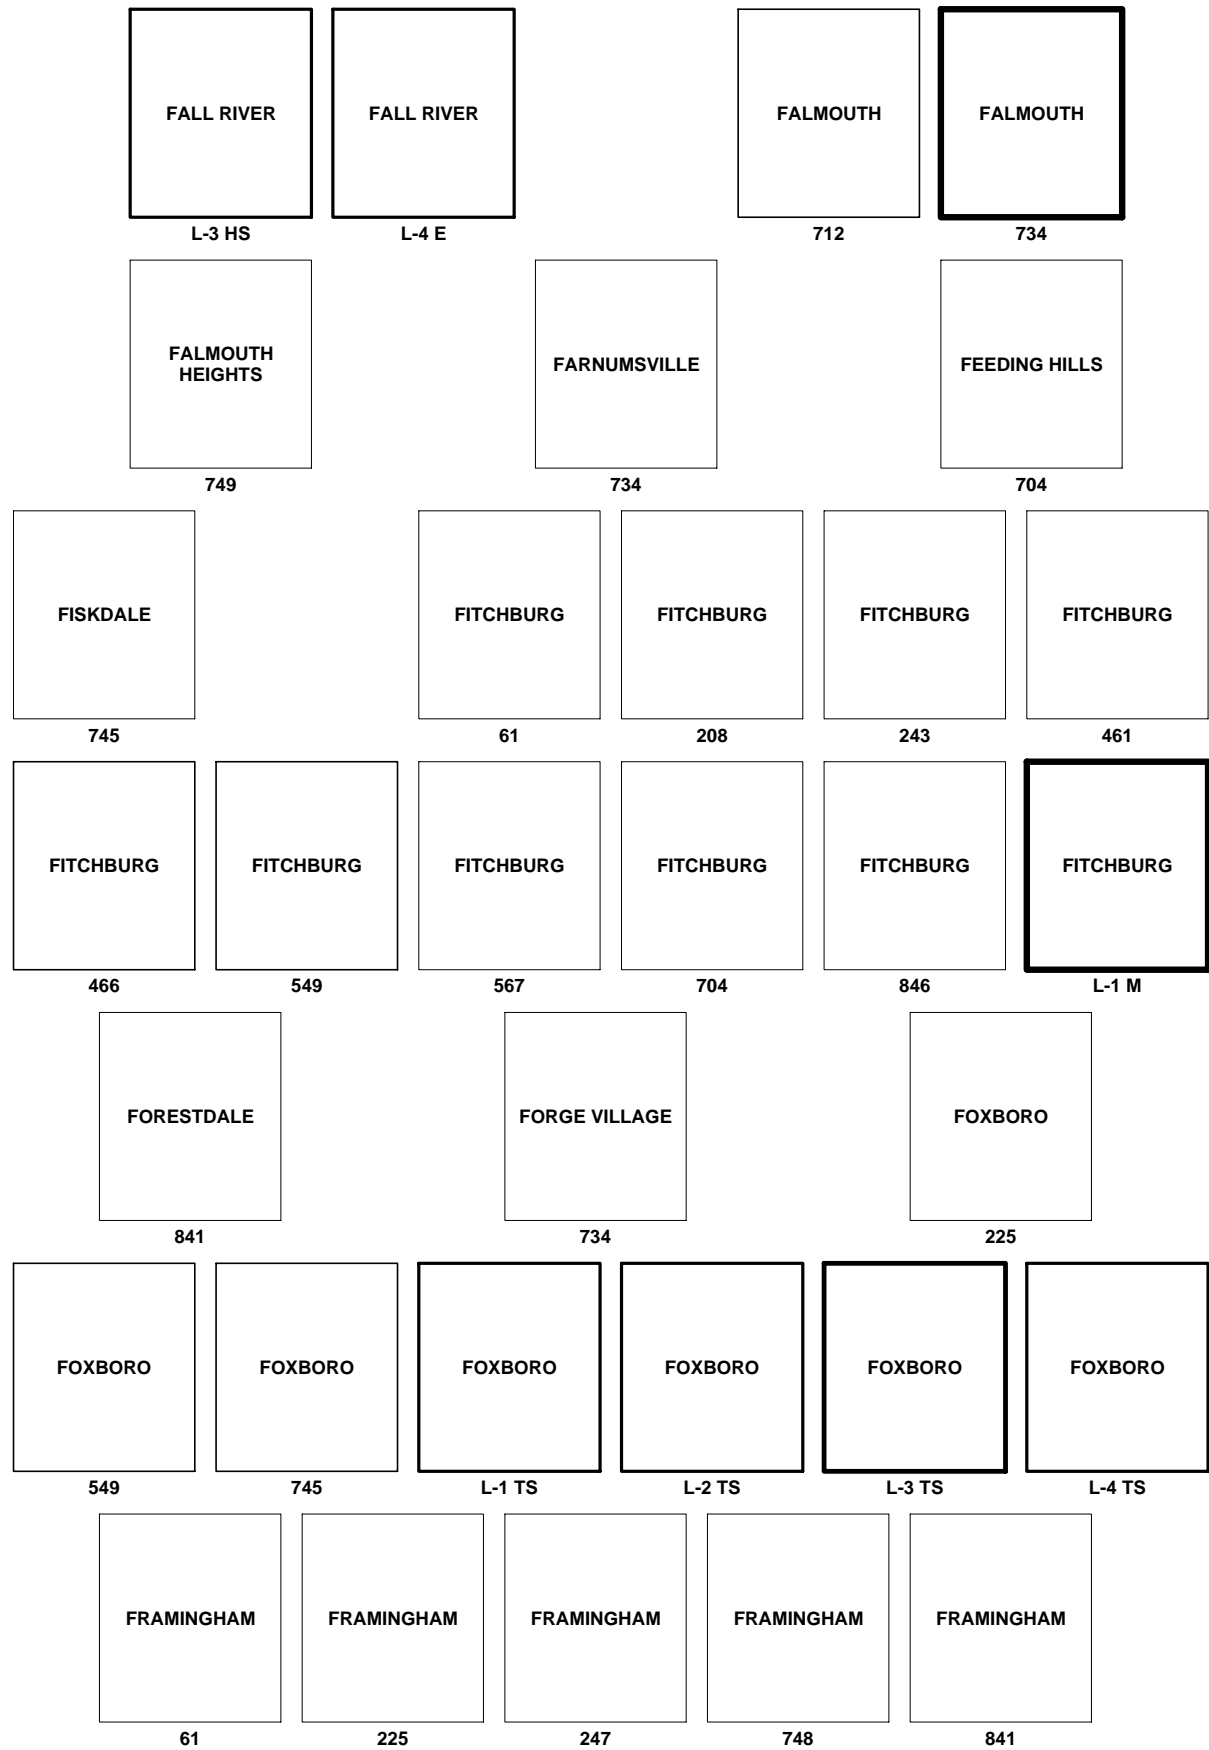 FALL RIVER FALL RIVER FALMOUTH FALMOUTH
L-3 HS L-4 E 712 734
FALMOUTH
HEIGHTS
FARNUMSVILLE FEEDING HILLS
749 734 704
FISKDALE FITCHBURG FITCHBURG FITCHBURG FITCHBURG
745 61 208 243 461
FITCHBURG FITCHBURG FITCHBURG FITCHBURG FITCHBURG FITCHBURG
466 549 567 704 846 L-1 M
FORESTDALE FORGE VILLAGE FOXBORO
841 734 225
FOXBORO FOXBORO FOXBORO FOXBORO FOXBORO FOXBORO
549 745 L-1 TS L-2 TS L-3 TS L-4 TS
FRAMINGHAM FRAMINGHAM FRAMINGHAM FRAMINGHAM FRAMINGHAM
61 225 247 748 841